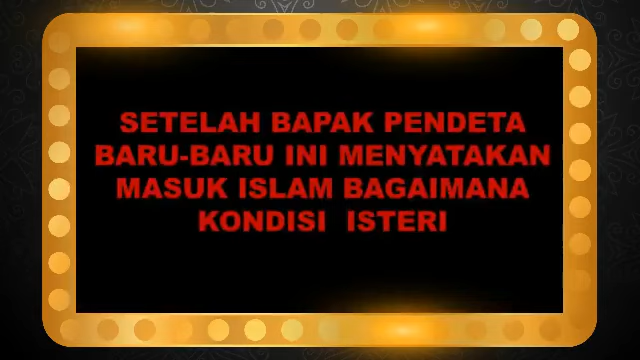 SETELAH BAPAK PENDETA
BARU-BARU INI MENYATAKAN
MASUK ISLAM BAGAIMANA
KONDISI ISTERI